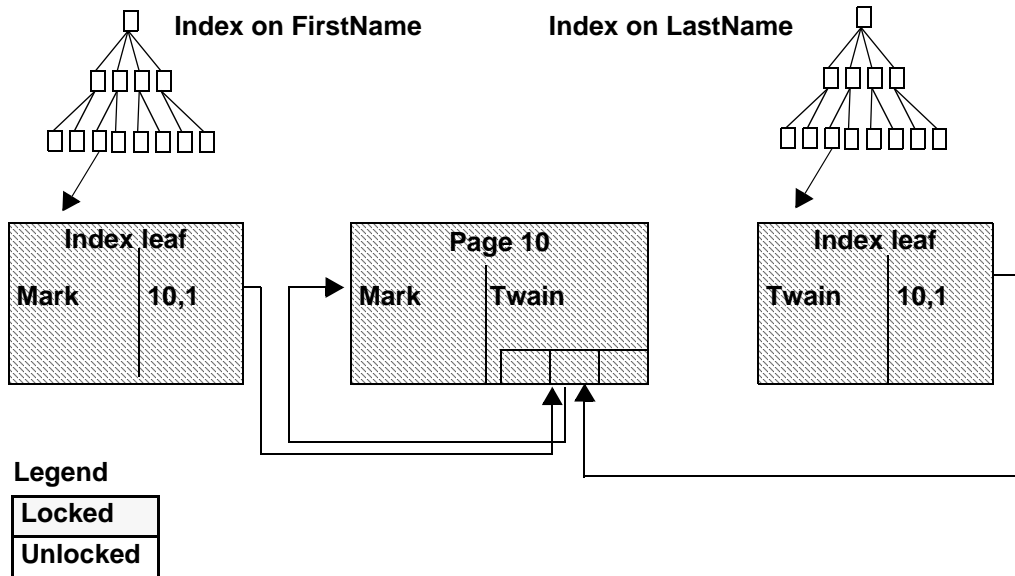 Index on FirstName
Index on LastName
Index leaf
Mark 10,1
Page 10
Mark Twain
Index leaf
Twain 10,1
Legend
Locked
Unlocked